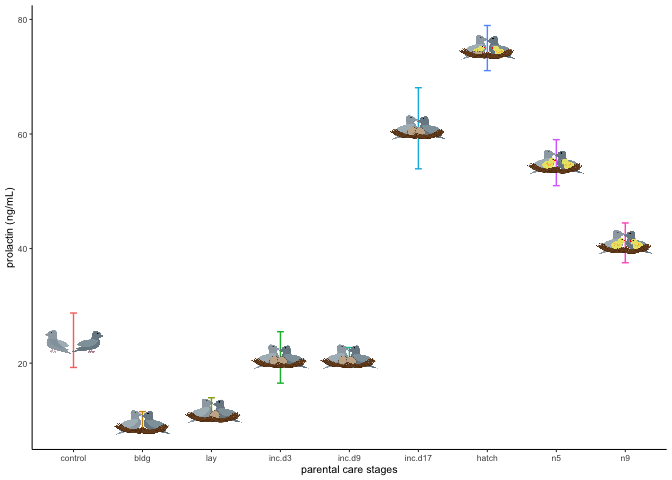 80
60
40
20
prolactin (ng/mL)
control bldg lay inc.d3 inc.d9 inc.d17 hatch n5 n9
parental care stages